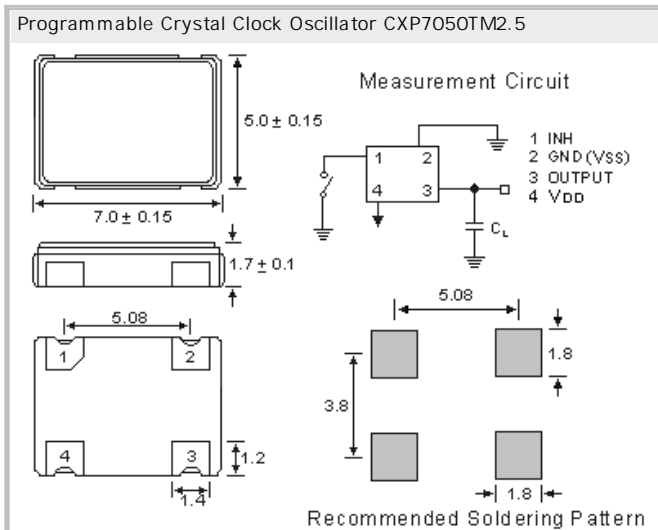 Programmable Crystal Clock Oscillator CXP7050TM2.5
Measurement Circuit
5.0 ± 0.15
7.0 ± 0.15
1 2
4 3
1 INH
2 GND(VSS)
3 OUTPUT
4 VDD
CL
1.7 ± 0.1
5.08
1 2
4 3
1.2
1.4
5.08
1.8
3.8
1.8
Recommended Soldering Pattern